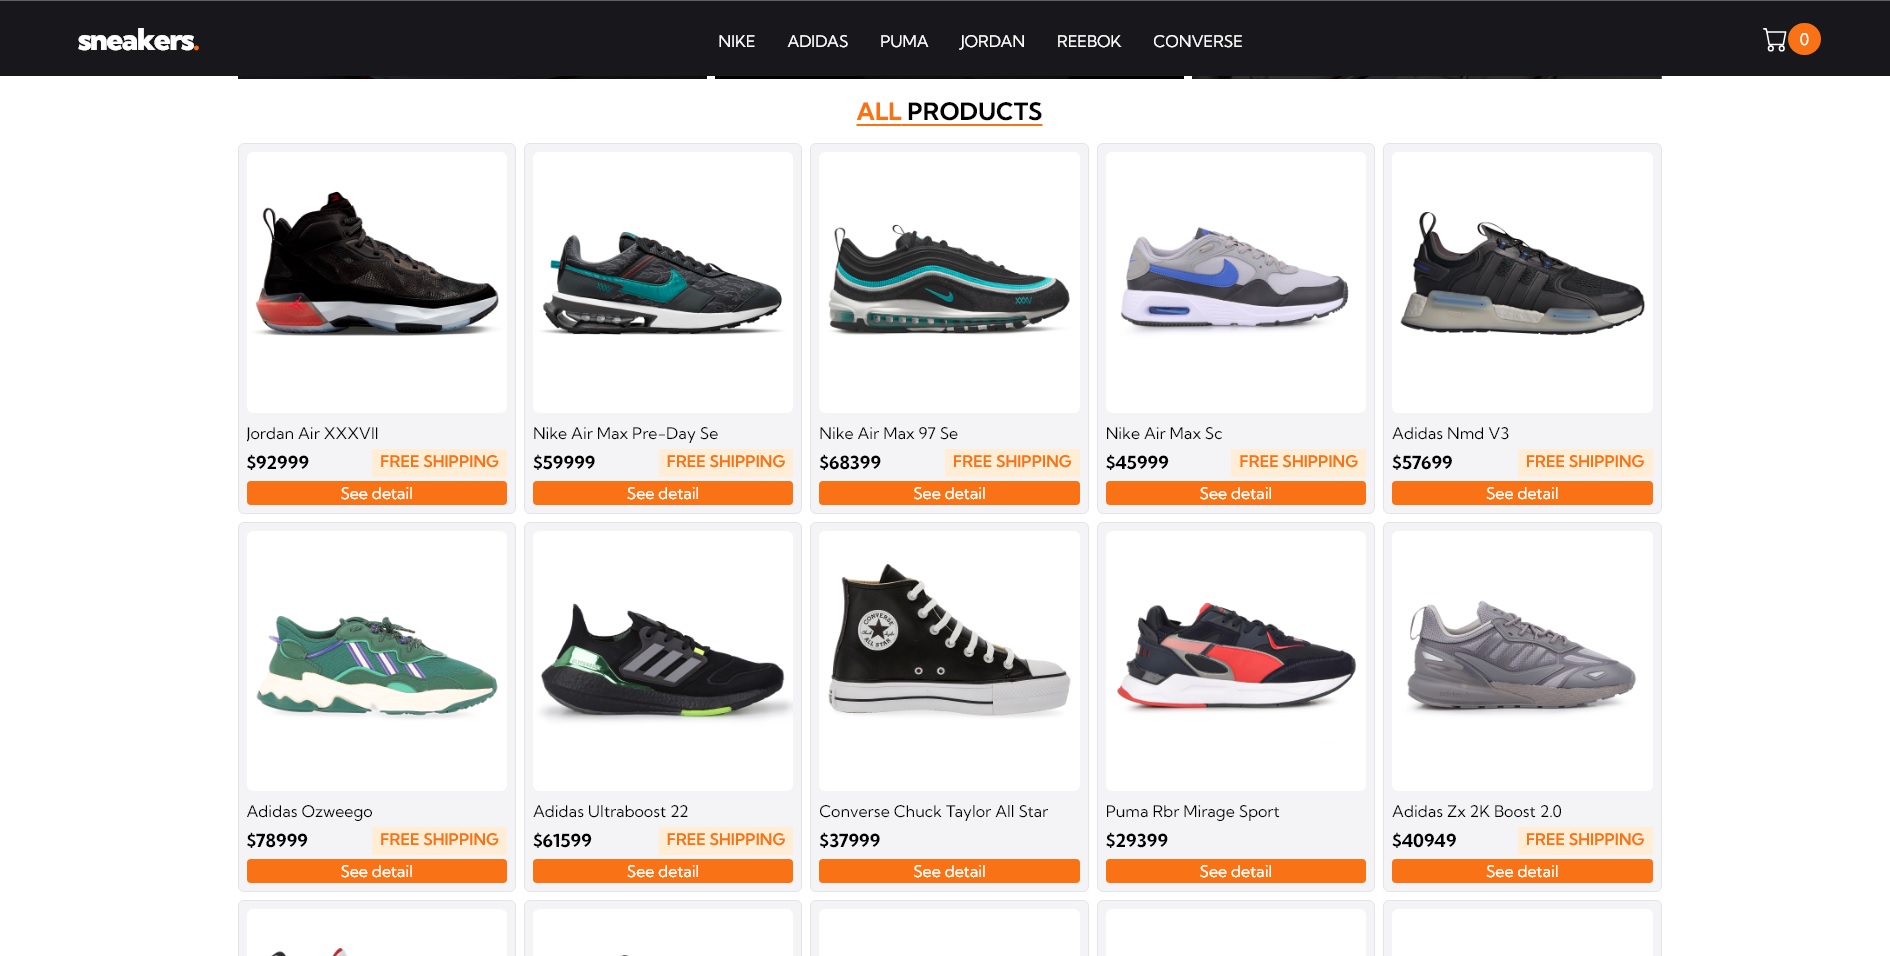 sneakers.
NIKE ADIDAS PUMA JORDAN REEBOK CONVERSE
0
ALL PRODUCTS
Jordan Air XXXVII
$92999 FREE SHIPPING
See detail
Nike Air Max Pre-Day Se
$59999 FREE SHIPPING
See detail
Nike Air Max 97 Se
$68399 FREE SHIPPING
See detail
Nike Air Max Sc
$45999 FREE SHIPPING
See detail
Adidas Nmd V3
$57699 FREE SHIPPING
See detail
Adidas Ozweego
$78999 FREE SHIPPING
See detail
Adidas Ultraboost 22
$61599 FREE SHIPPING
See detail
CONVERSE
ALL STAR
Converse Chuck Taylor All Star
$37999
See detail
Puma Rbr Mirage Sport
$29399
See detail
Adidas Zx 2K Boost 2.0
$40949 FREE SHIPPING
See detail